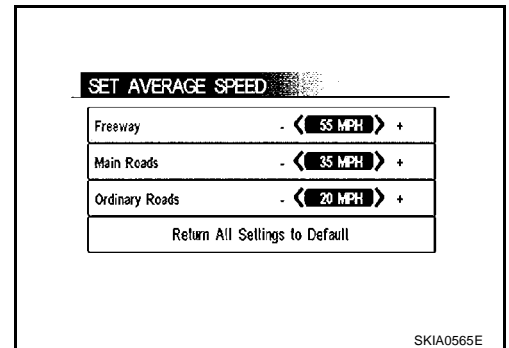 SET AVERAGE SPEED
Freeway - 55 MPH +
Main Roads - 35 MPH +
Ordinary Roads - 20 MPH +
Return All Settings to Default
SKIA0565E